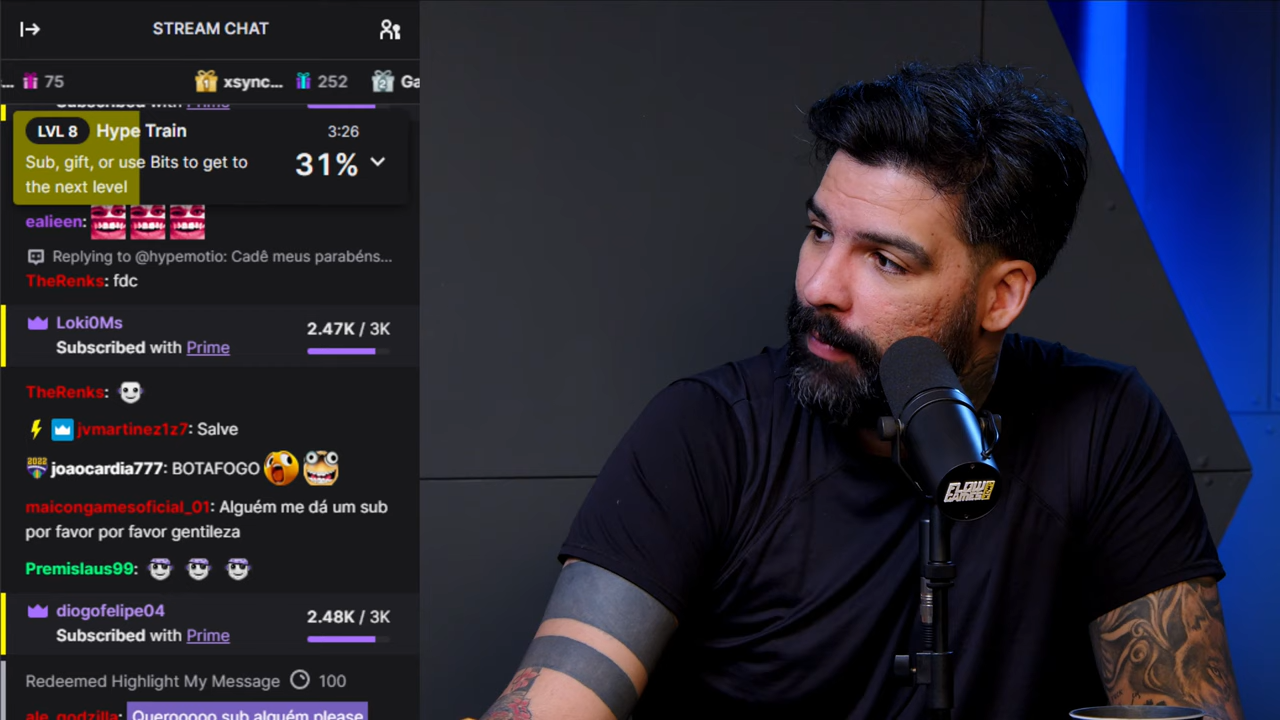 STREAM CHAT
... 75
xsync... 252
Ga
Subscribed with Prime
LVL 8 Hype Train 3:26
Sub, gift, or use Bits to get to
the next level
31%
ealieen:
Replying to @hypemotio: Cadê meus parabéns...
TheRenks: fdc
Loki0Ms
Subscribed with Prime
2.47K / 3K
TheRenks:
jvmartinez1z7: Salve
joaocardia777: BOTAFOGO
maicongamesoficial_01: Alguém me dá um sub
por favor por favor gentileza
Premislaus99:
diogofelipe04
Subscribed with Prime
2.48K / 3K
Redeemed Highlight My Message 100
ale_godzilla: Querooooo sub alguém please
FLOW
GAMES